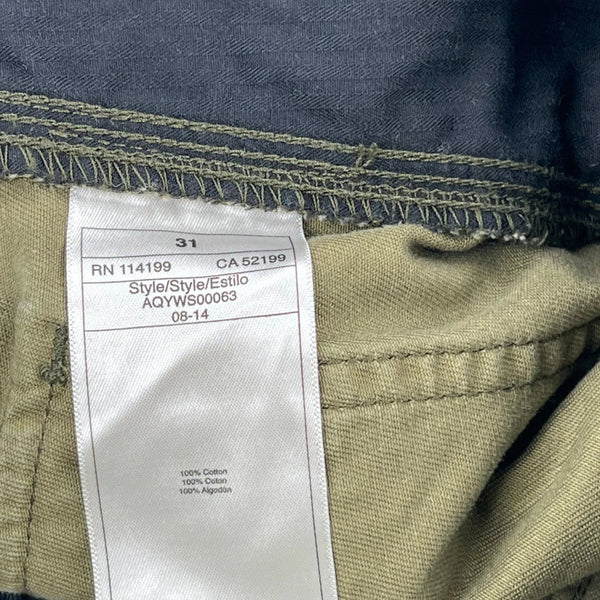 31
RN 114199 CA 52199
Style/Style/Estilo
AQYWS00063
08-14
100% Cotton
100% Coton
100% Algodón